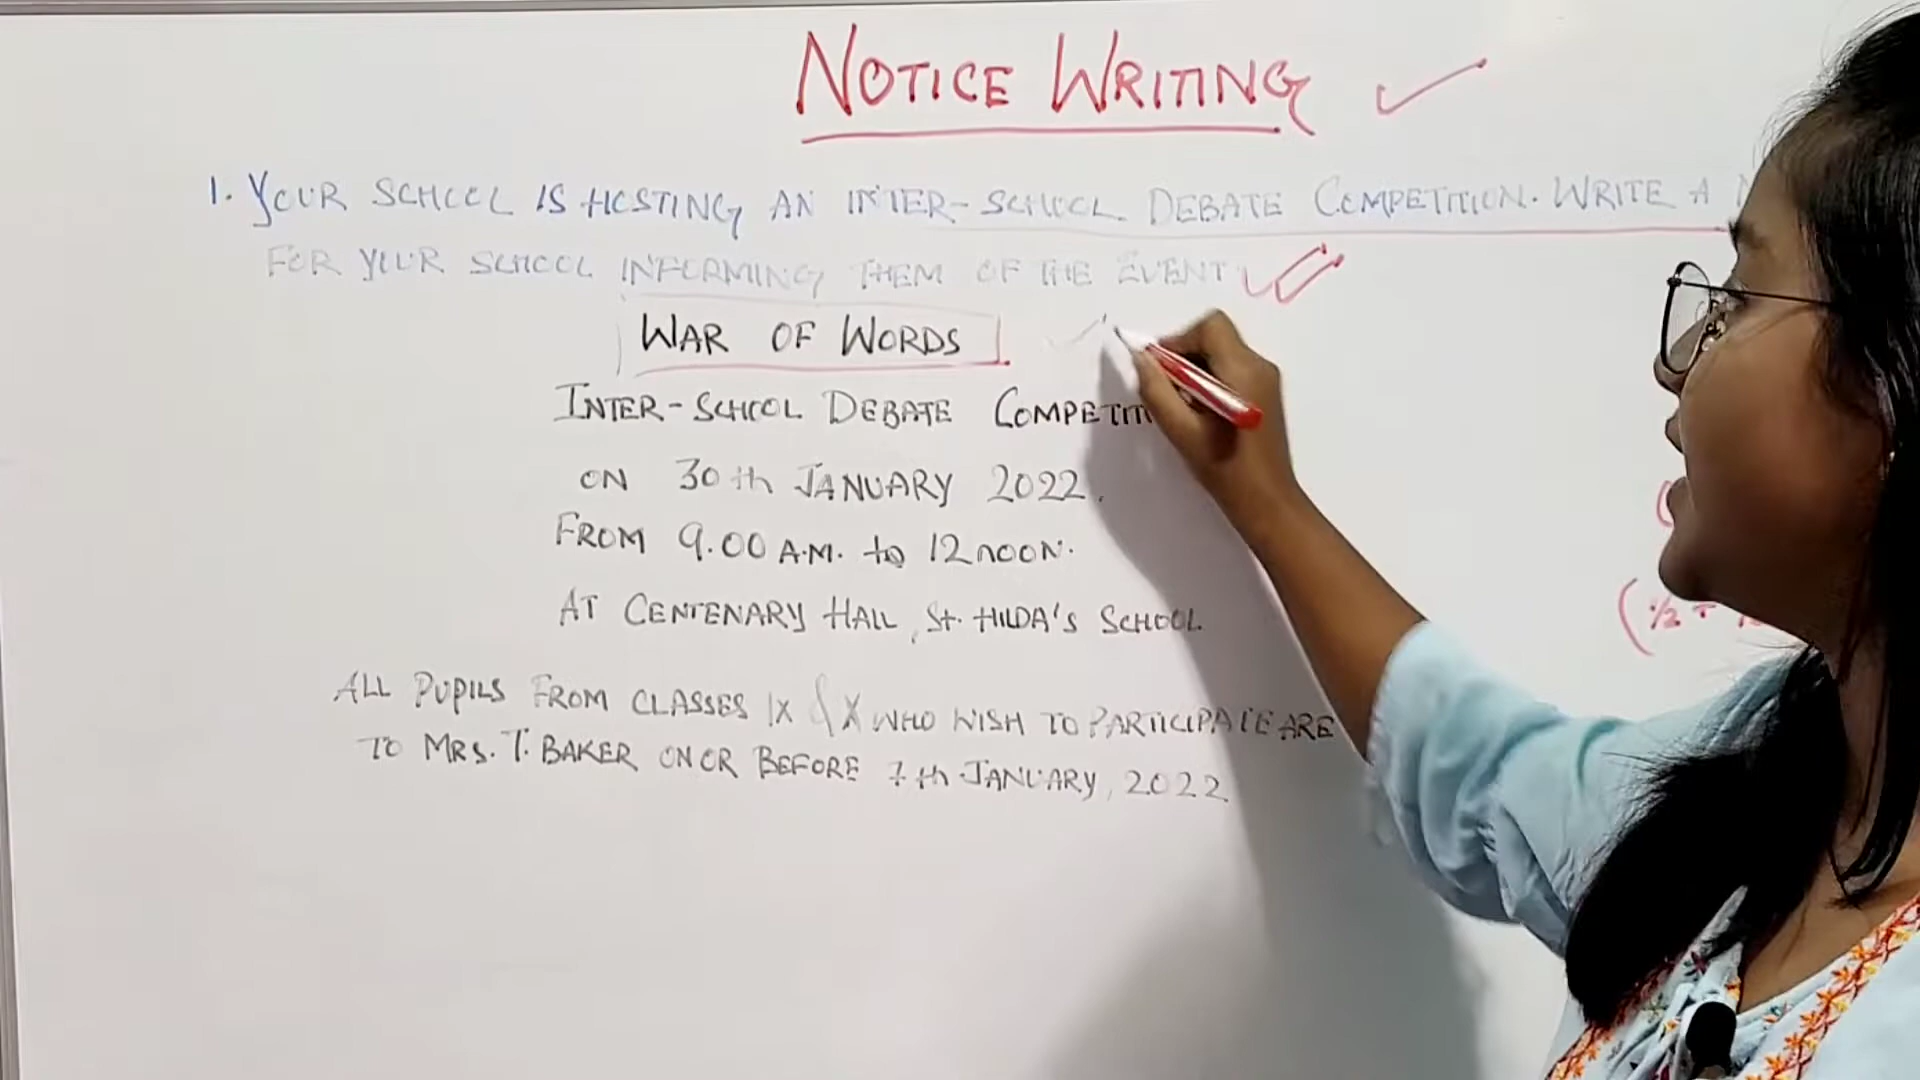 NOTICE WRITING
1. YOUR SCHOOL IS HOSTING AN INTER-SCHOOL DEBATE COMPETITION. WRITE A
FOR YOUR SCHOOL INFORMING THEM OF THE EVENT
WAR OF WORDS
INTER-SCHOOL DEBATE
ON 30th JANUARY 2022.
FROM 9.00 A.M. to 12 NOON.
AT CENTENARY HALL, St. HILDA'S SCHOOL
ALL PUPILS FROM CLASSES IX & X WHO WISH TO PARTICIPATE ARE
TO MRS. T. BAKER ON OR BEFORE 7th JANUARY, 2022
(1/2 +